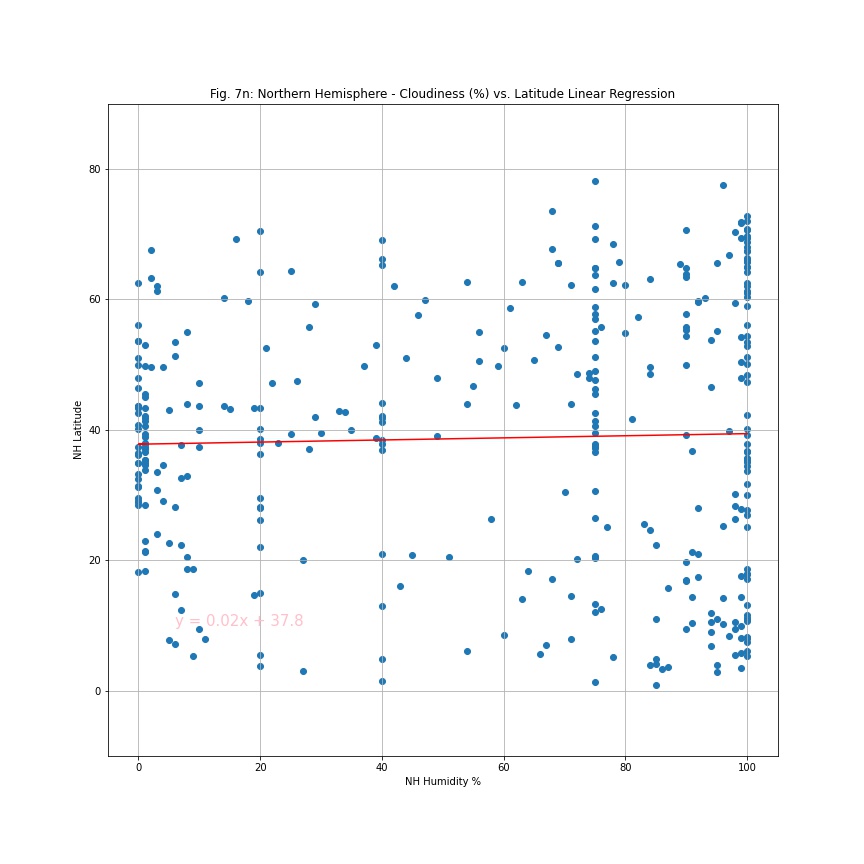 Fig. 7n: Northern Hemisphere - Cloudiness (%) vs. Latitude Linear Regression
80
60
40
20
0
NH Latitude
y = 0.02x + 37.8
0 20 40 60 80 100
NH Humidity %